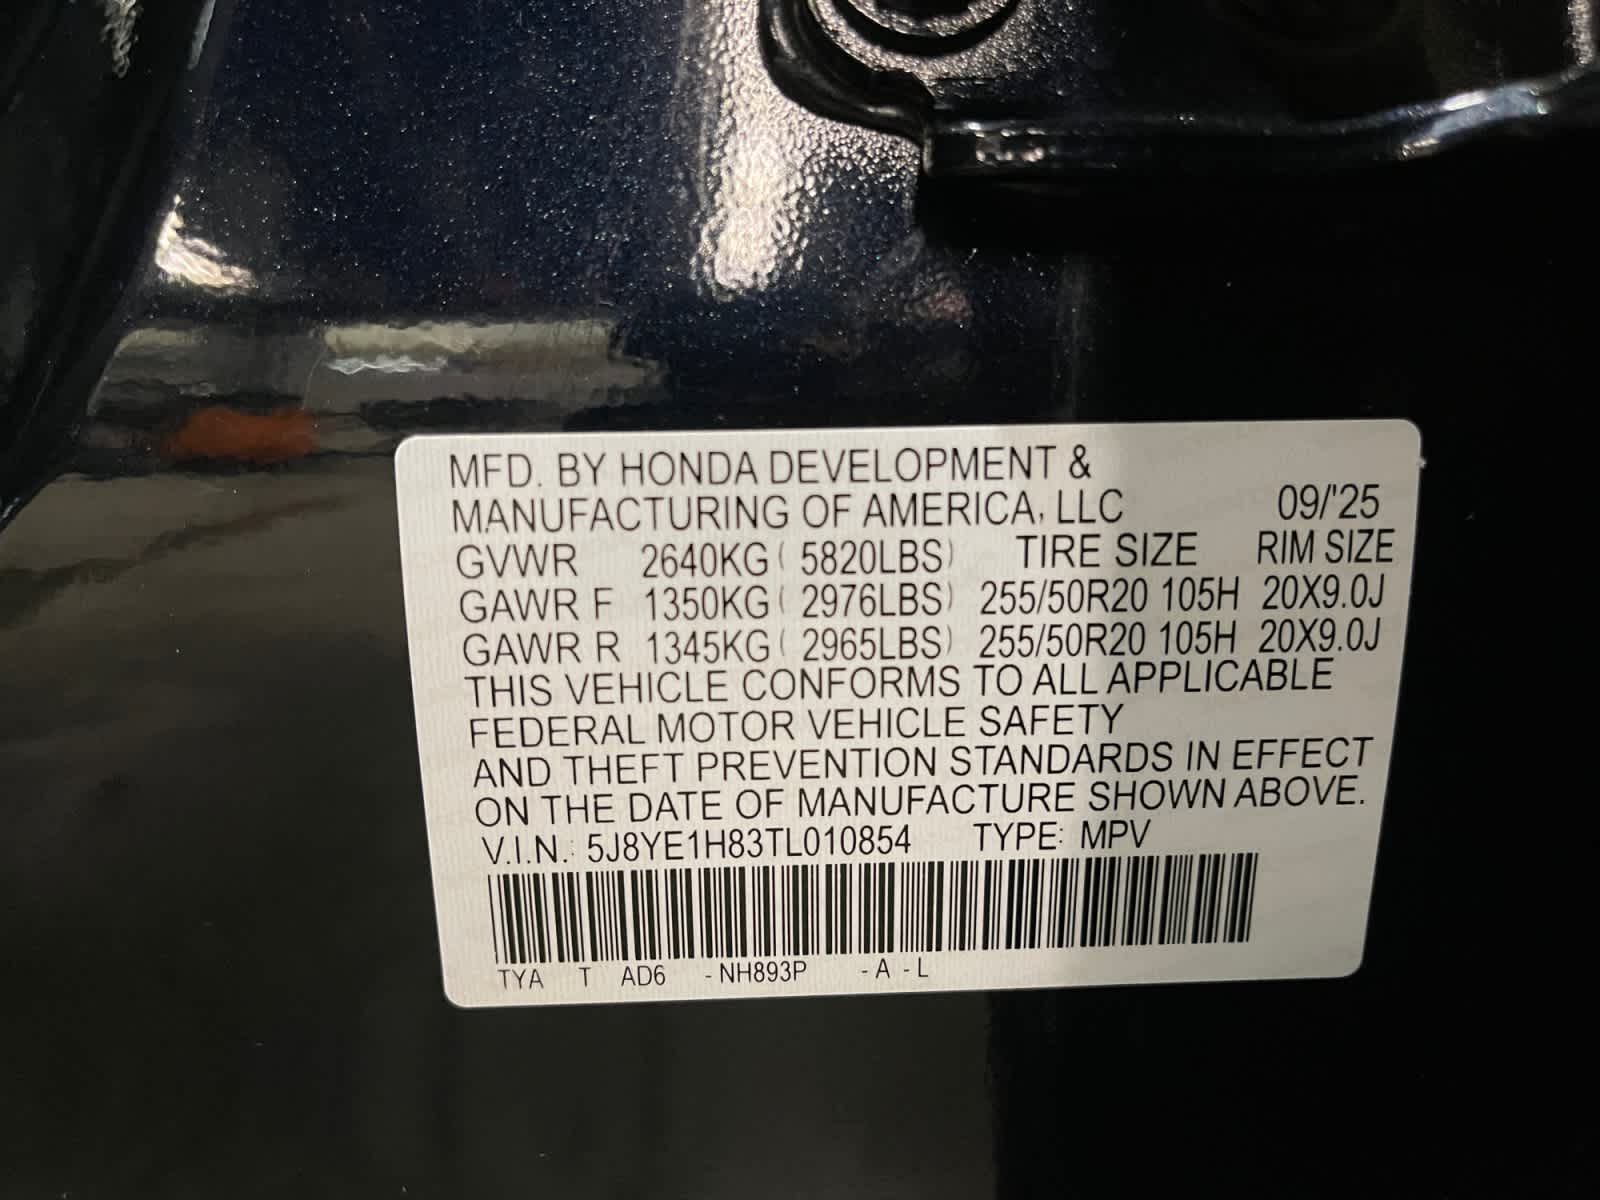 MFD. BY HONDA DEVELOPMENT &
MANUFACTURING OF AMERICA, LLC 09/'25
GVWR 2640KG ( 5820LBS) TIRE SIZE RIM SIZE
GAWR F 1350KG ( 2976LBS) 255/50R20 105H 20X9.0J
GAWR R 1345KG ( 2965LBS) 255/50R20 105H 20X9.0J
THIS VEHICLE CONFORMS TO ALL APPLICABLE
FEDERAL MOTOR VEHICLE SAFETY
AND THEFT PREVENTION STANDARDS IN EFFECT
ON THE DATE OF MANUFACTURE SHOWN ABOVE.
V.I.N.: 5J8YE1H83TL010854 TYPE: MPV
TYA T AD6 -NH893P -A -L